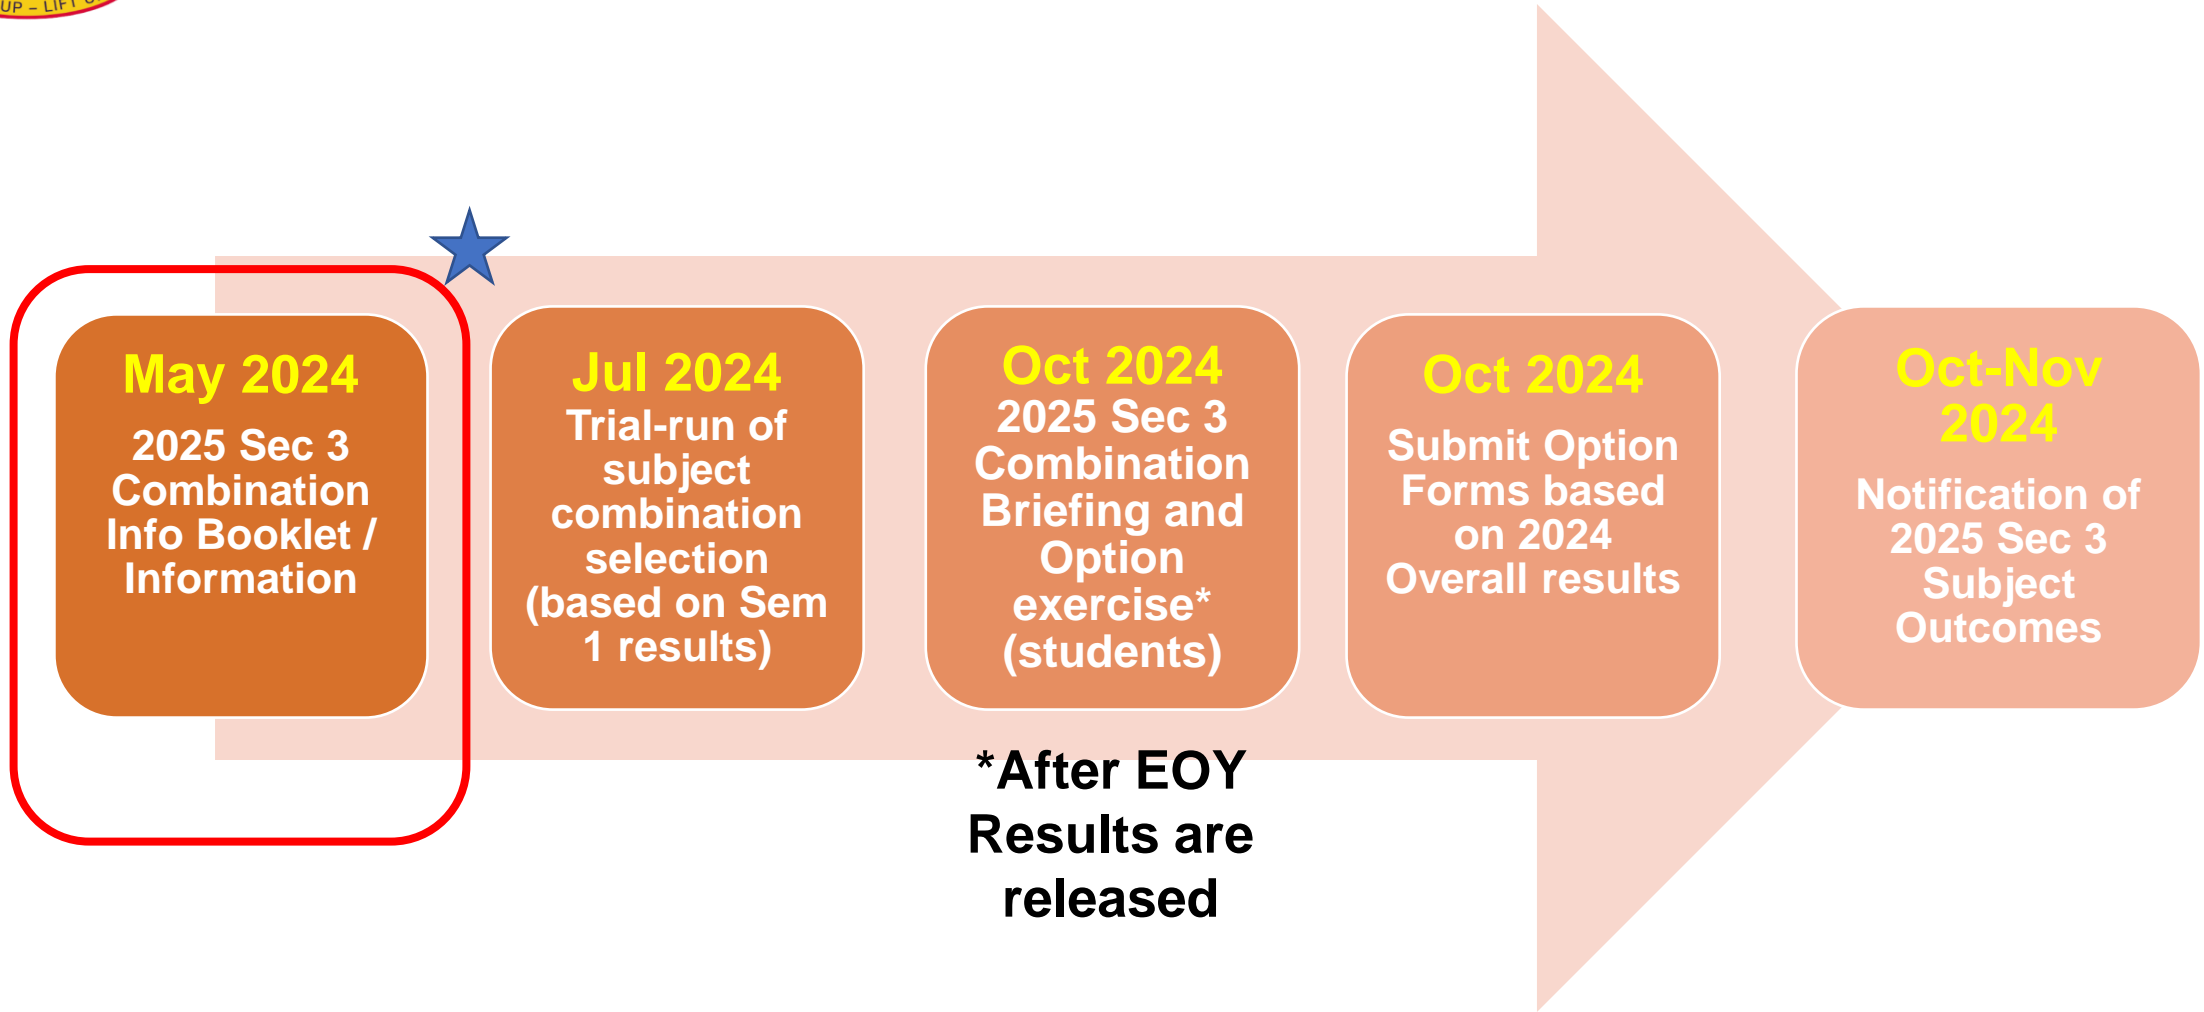 UP – LIFT
May 2024
2025 Sec 3
Combination
Info Booklet /
Information
Jul 2024
Trial-run of
subject
combination
selection
(based on Sem
1 results)
Oct 2024
2025 Sec 3
Combination
Briefing and
Option
exercise*
(students)
*After EOY
Results are
released
Oct 2024
Submit Option
Forms based
on 2024
Overall results
Oct-Nov
2024
Notification of
2025 Sec 3
Subject
Outcomes